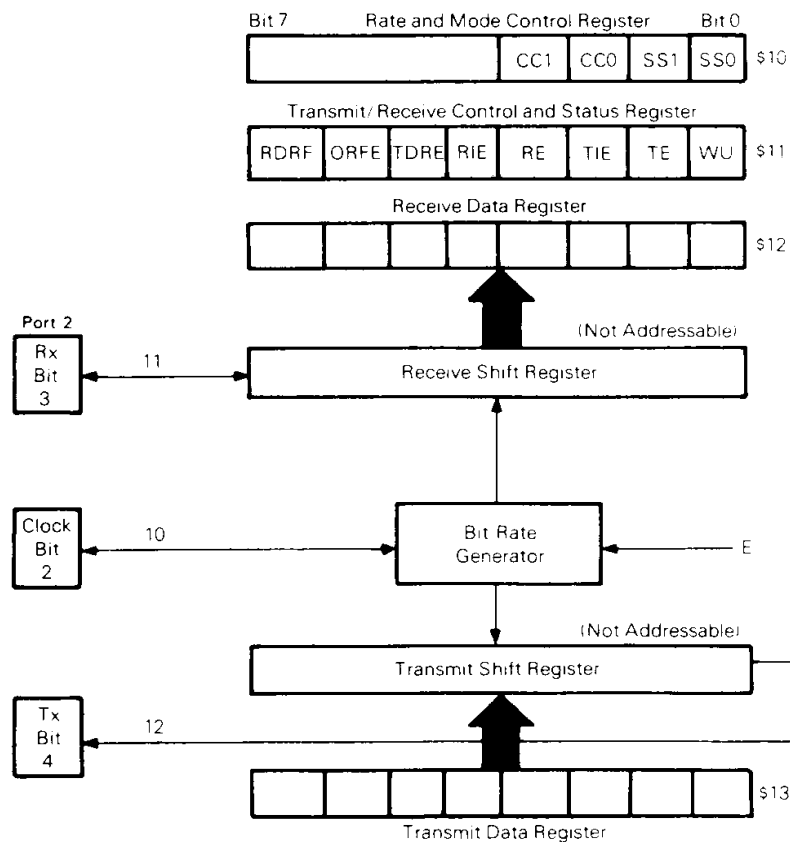 Bit 7 Rate and Mode Control Register Bit 0
CC1 CC0 SS1 SS0 $10
Transmit/Receive Control and Status Register
RDRF ORFE TDRE RIE RE TIE TE WU $11
Receive Data Register
$12
Port 2
(Not Addressable)
Rx
Bit
3
11
Receive Shift Register
Clock
Bit
2
10
Bit Rate
Generator
E
(Not Addressable)
Transmit Shift Register
Tx
Bit
4
12
$13
Transmit Data Register